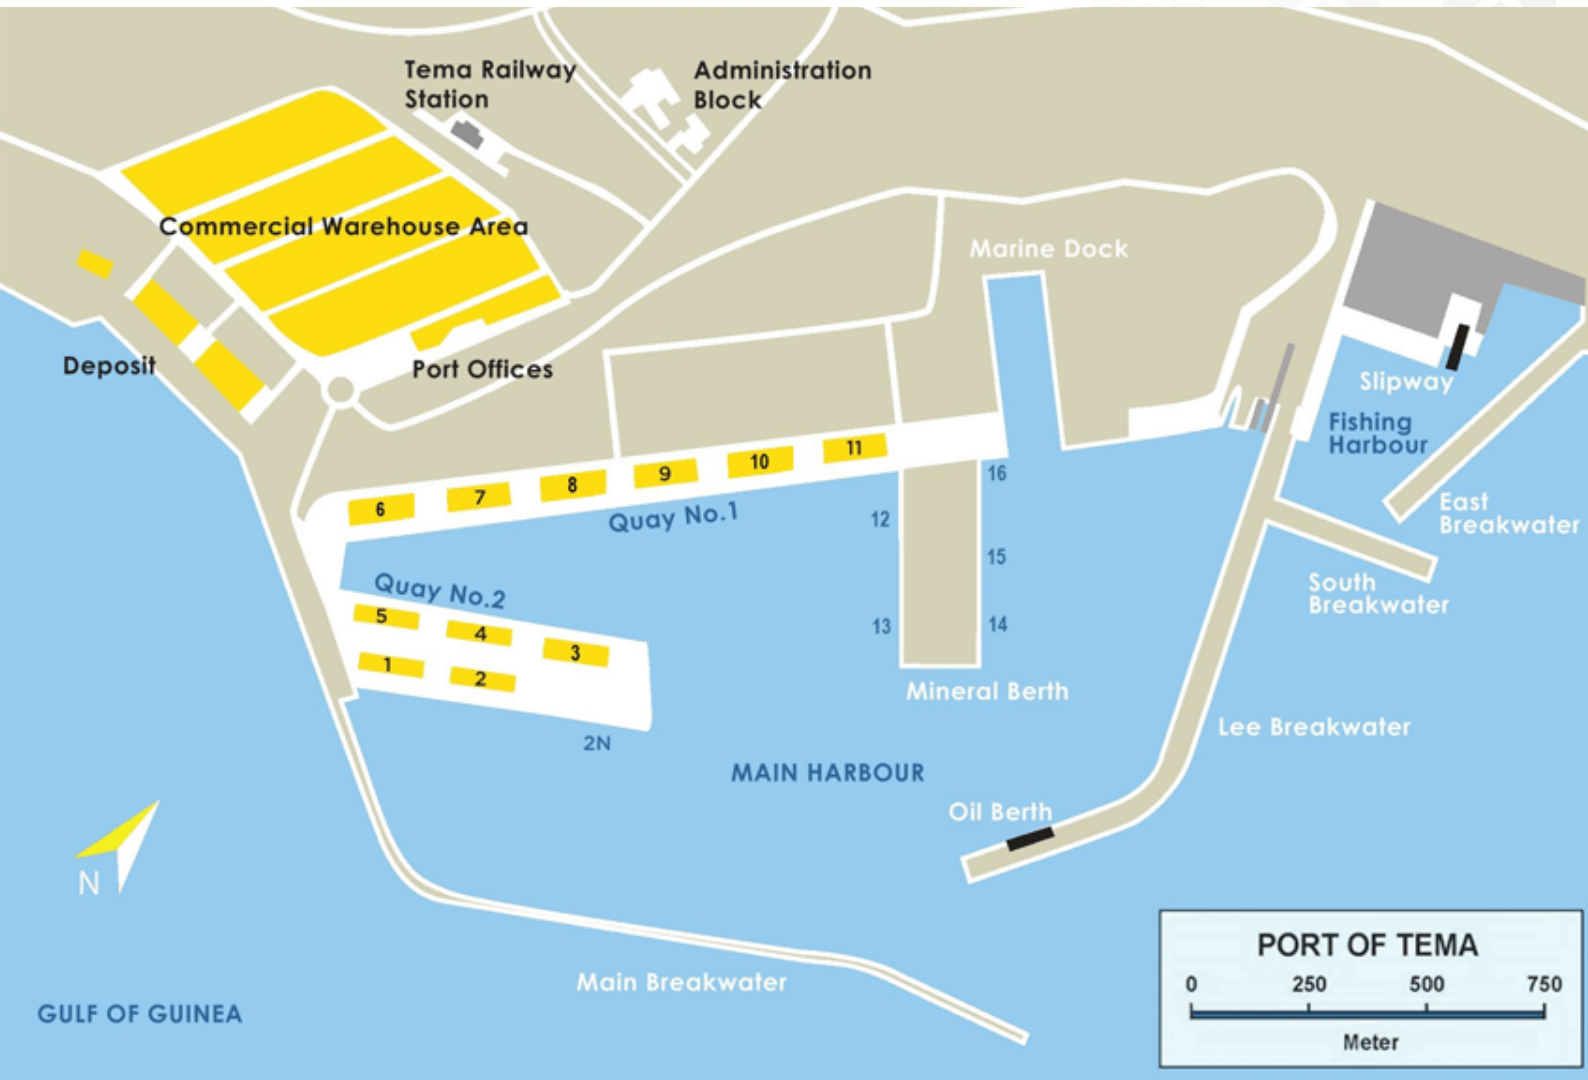 Tema Railway
Station
Administration
Block
Commercial Warehouse Area
Marine Dock
Deposit
Port Offices
Slipway
Fishing
Harbour
11
10
9
8
7
6
Quay No.1
16
12
15
East
Breakwater
Quay No.2
South
Breakwater
5
4
3
13
14
1
2
Mineral Berth
Lee Breakwater
2N
MAIN HARBOUR
Oil Berth
N
Main Breakwater
GULF OF GUINEA
PORT OF TEMA
0 250 500 750
Meter